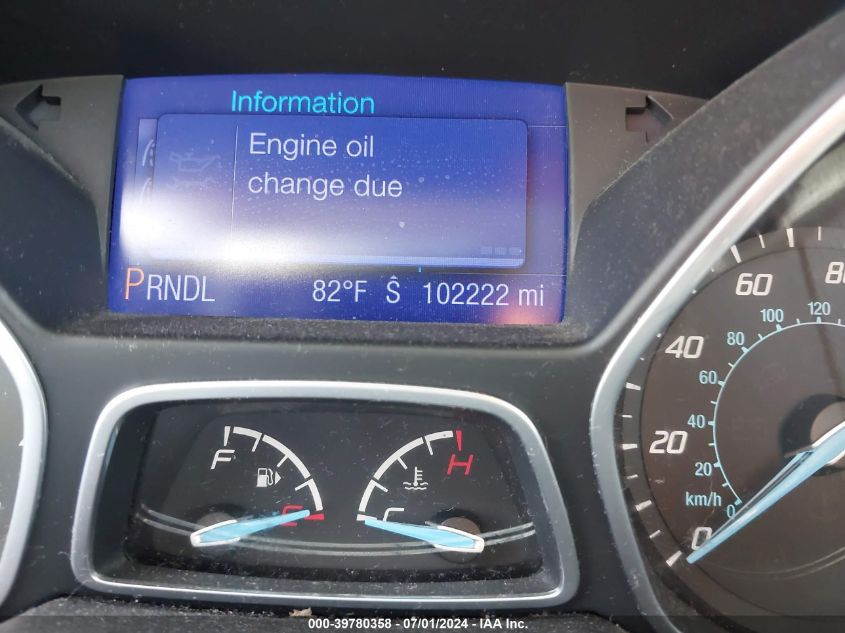 Information
Engine oil
change due
PRNDL 82°F Ŝ 102222 mi
F E
C H
0 20 40 60 80
km/h 0 20 40 60 80 100 120
000-39780358 - 07/01/2024 - IAA Inc.